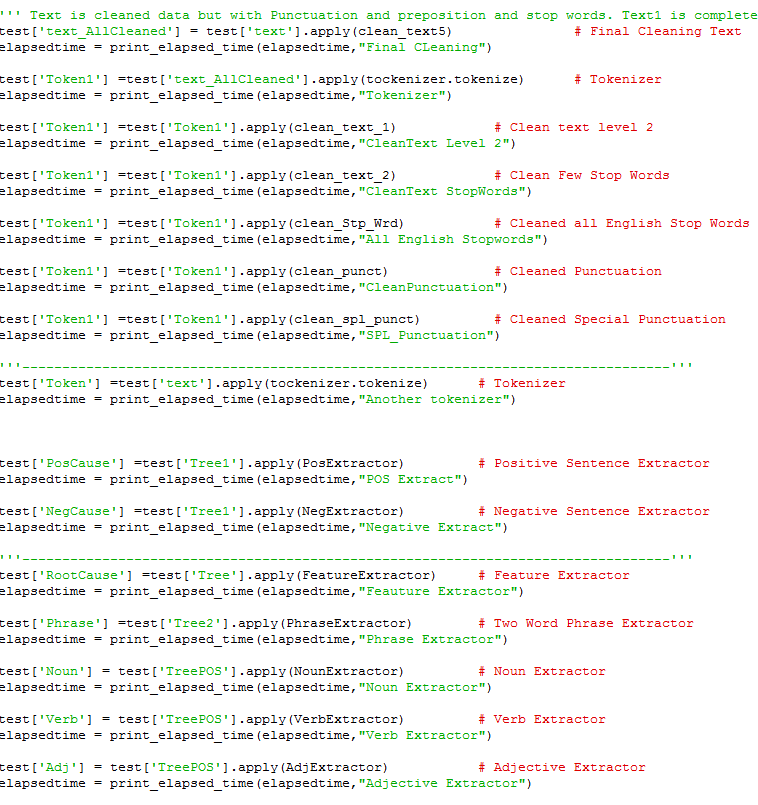 ''' Text is cleaned data but with Punctuation and preposition and stop words. Text1 is complete
test['text_AllCleaned'] = test['text'].apply(clean_text5) # Final Cleaning Text
elapsedtime = print_elapsed_time(elapsedtime,"Final CLeaning")
test['Token1'] =test['text_AllCleaned'].apply(tockenizer.tokenize) # Tokenizer
elapsedtime = print_elapsed_time(elapsedtime,"Tokenizer")
test['Token1'] =test['Token1'].apply(clean_text_1) # Clean text level 2
elapsedtime = print_elapsed_time(elapsedtime,"CleanText Level 2")
test['Token1'] =test['Token1'].apply(clean_text_2) # Clean Few Stop Words
elapsedtime = print_elapsed_time(elapsedtime,"CleanText StopWords")
test['Token1'] =test['Token1'].apply(clean_Stp_Wrd) # Cleaned all English Stop Words
elapsedtime = print_elapsed_time(elapsedtime,"All English Stopwords")
test['Token1'] =test['Token1'].apply(clean_punct) # Cleaned Punctuation
elapsedtime = print_elapsed_time(elapsedtime,"CleanPunctuation")
test['Token1'] =test['Token1'].apply(clean_spl_punct) # Cleaned Special Punctuation
elapsedtime = print_elapsed_time(elapsedtime,"SPL_Punctuation")
'''---------------------------------------------------------------------------------'''
test['Token'] =test['text'].apply(tockenizer.tokenize) # Tokenizer
elapsedtime = print_elapsed_time(elapsedtime,"Another tokenizer")
test['PosCause'] =test['Tree1'].apply(PosExtractor) # Positive Sentence Extractor
elapsedtime = print_elapsed_time(elapsedtime,"POS Extract")
test['NegCause'] =test['Tree1'].apply(NegExtractor) # Negative Sentence Extractor
elapsedtime = print_elapsed_time(elapsedtime,"Negative Extract")
'''---------------------------------------------------------------------------------'''
test['RootCause'] =test['Tree'].apply(FeatureExtractor) # Feature Extractor
elapsedtime = print_elapsed_time(elapsedtime,"Feauture Extractor")
test['Phrase'] =test['Tree2'].apply(PhraseExtractor) # Two Word Phrase Extractor
elapsedtime = print_elapsed_time(elapsedtime,"Phrase Extractor")
test['Noun'] = test['TreePOS'].apply(NounExtractor) # Noun Extractor
elapsedtime = print_elapsed_time(elapsedtime,"Noun Extractor")
test['Verb'] = test['TreePOS'].apply(VerbExtractor) # Verb Extractor
elapsedtime = print_elapsed_time(elapsedtime,"Verb Extractor")
test['Adj'] = test['TreePOS'].apply(AdjExtractor) # Adjective Extractor
elapsedtime = print_elapsed_time(elapsedtime,"Adjective Extractor")